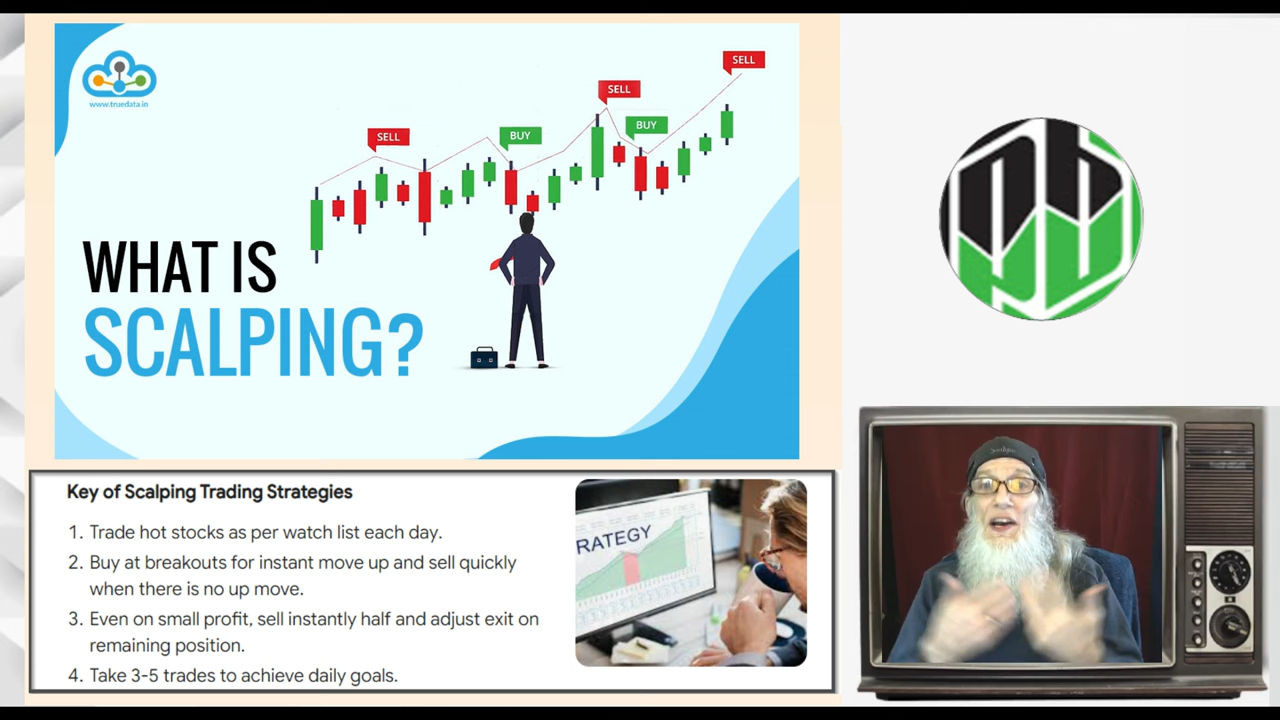 www.truedata.in
SELL
BUY
SELL
BUY
SELL
WHAT IS
SCALPING?
Key of Scalping Trading Strategies
1. Trade hot stocks as per watch list each day.
2. Buy at breakouts for instant move up and sell quickly
when there is no up move.
3. Even on small profit, sell instantly half and adjust exit on
remaining position.
4. Take 3-5 trades to achieve daily goals.
RATEGY